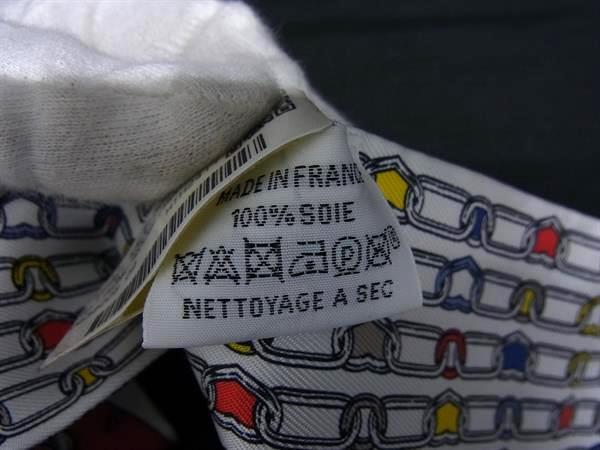 MADE IN FRANCE
100% SOIE
P
NETTOYAGE A SEC